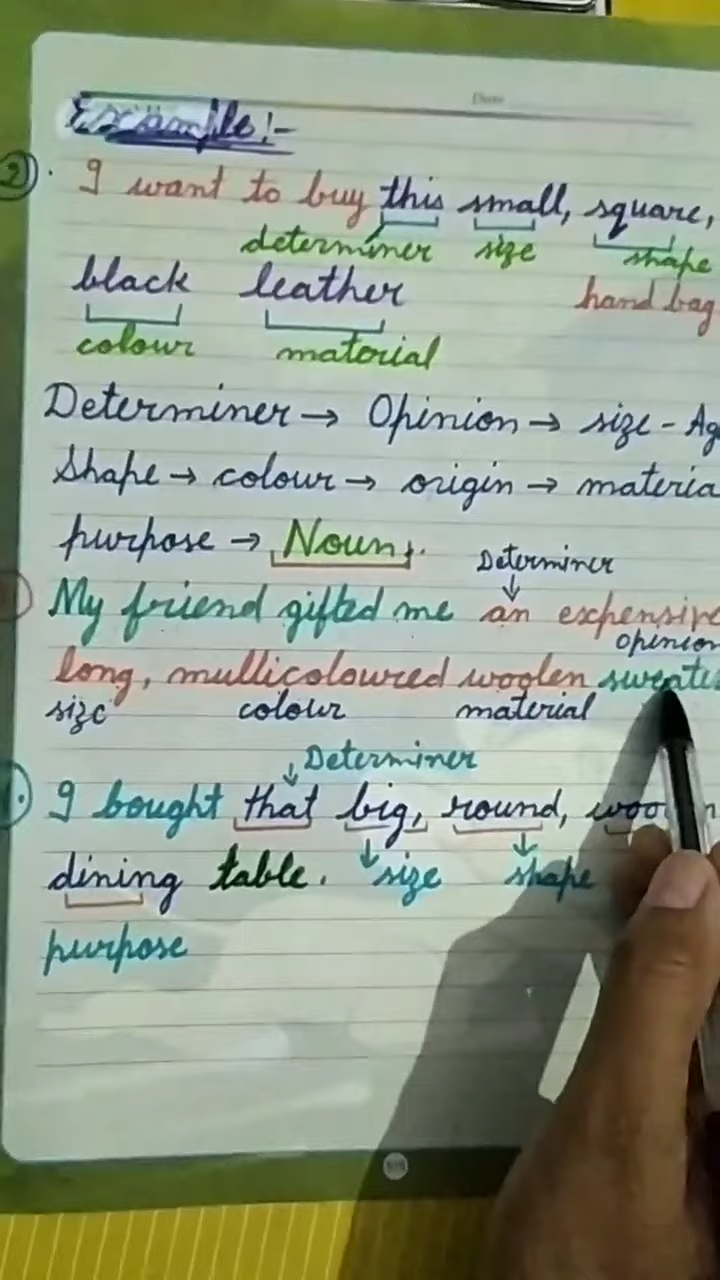 Example:-
2). I want to buy this small, square,
determiner size shape
black leather hand bag
colour material
Determiner → Opinion → size - Ag
Shape → colour → origin → materia
purpose → Noun.
Determiner
My friend gifted me an expensive
opinion
long, mullicoloured woolen sweate
size colour material
Determiner
I bought that big, round,
dining table. size shape
purpose